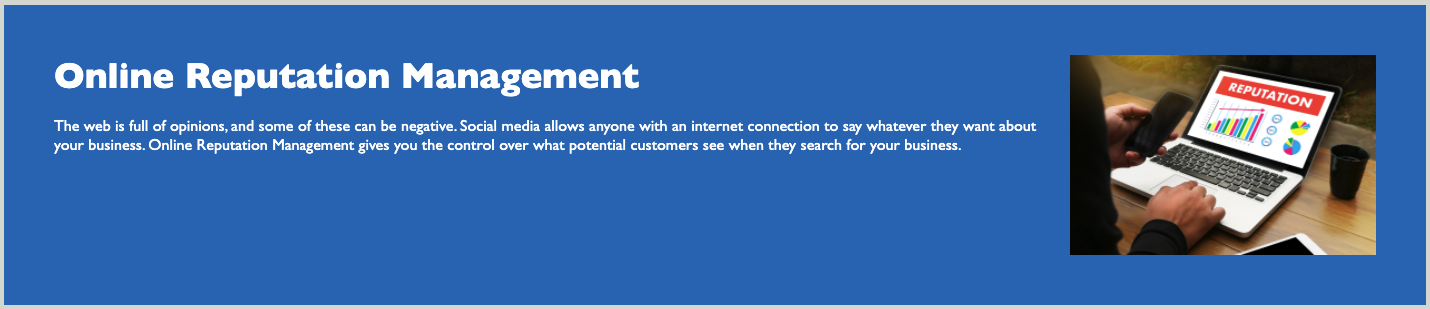 Online Reputation Management
The web is full of opinions, and some of these can be negative. Social media allows anyone with an internet connection to say whatever they want about
your business. Online Reputation Management gives you the control over what potential customers see when they search for your business.
REPUTATION